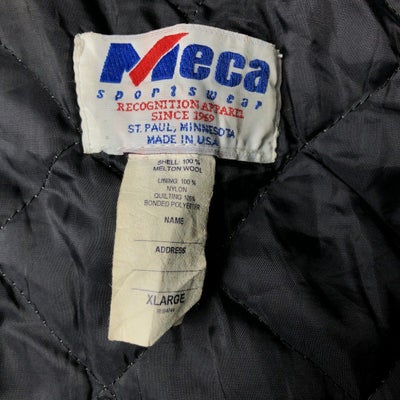 Meca
sportswear
RECOGNITION APPAREL
SINCE 1969
ST. PAUL, MINNESOTA
MADE IN U.S.A.
SHELL: 100%
MELTON WOOL
LINING: 100%
NYLON
QUILTING 100%
BONDED POLYESTER
NAME
ADDRESS
XLARGE